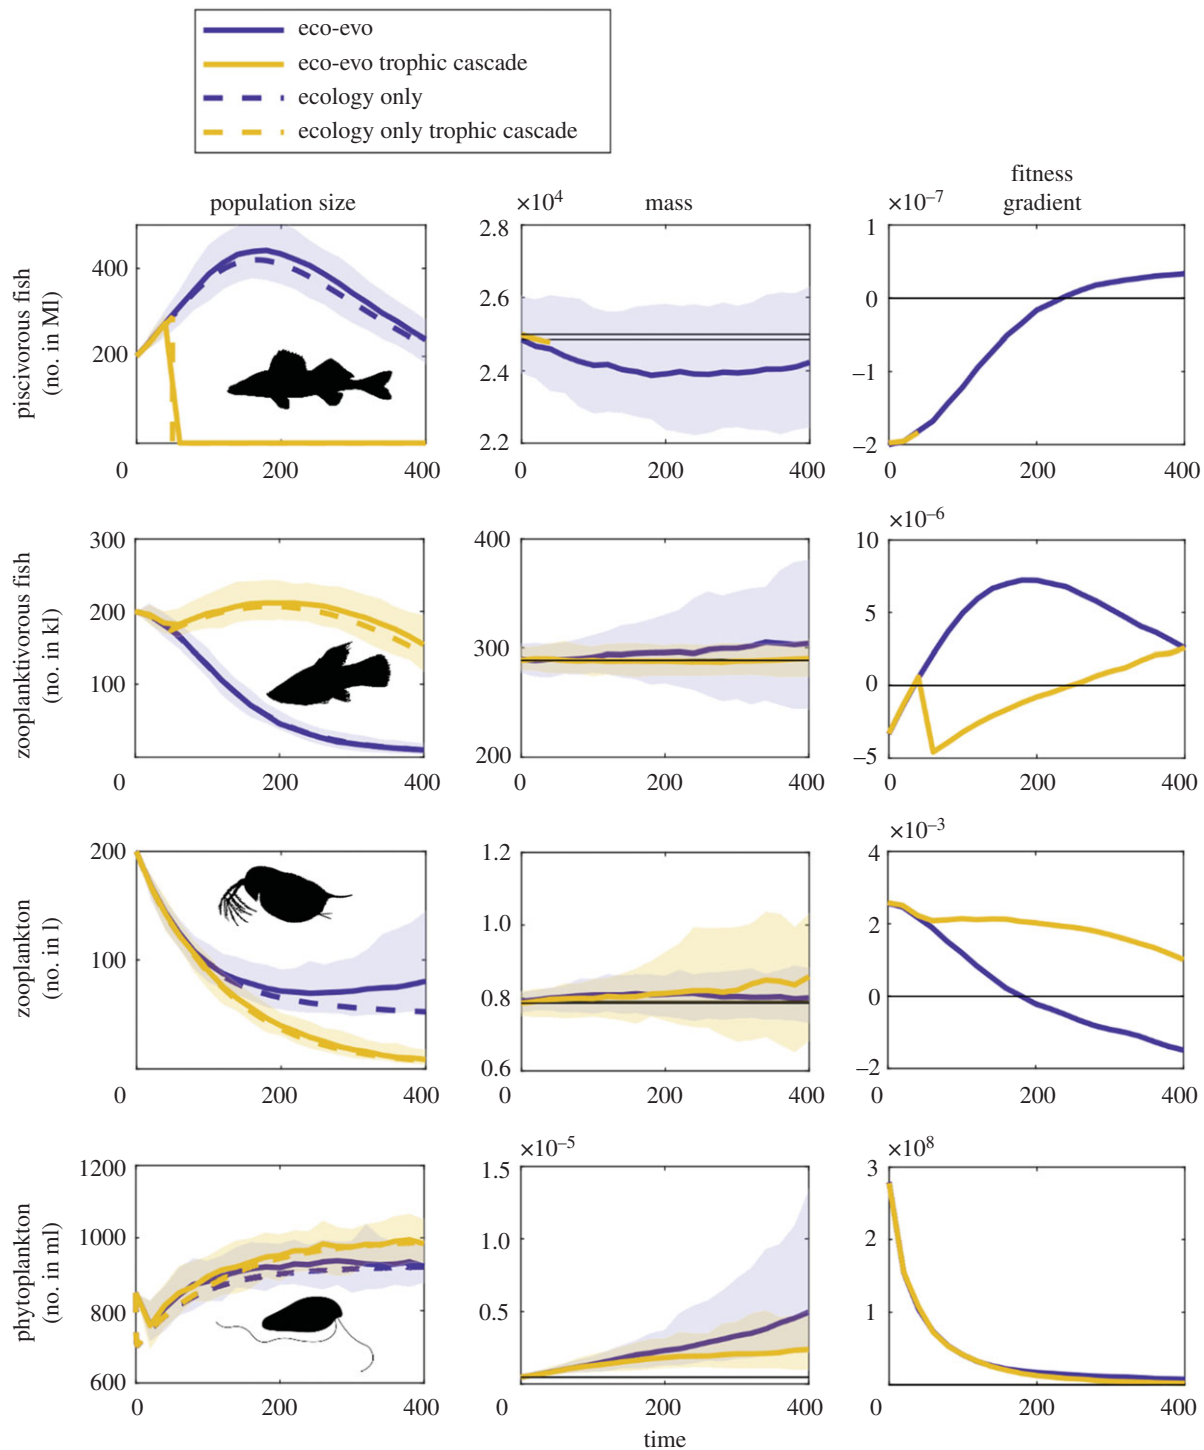 eco-evo
eco-evo trophic cascade
ecology only
ecology only trophic cascade
population size
mass
fitness
gradient
piscivorous fish
(no. in Ml)
400
200
0 200 400
×10⁴
2.8
2.6
2.4
2.2
0 200 400
×10⁻⁷
1
0
−1
−2
0 200 400
zooplanktivorous fish
(no. in kl)
300
200
100
0 200 400
400
300
200
0 200 400
×10⁻⁶
10
5
0
−5
0 200 400
zooplankton
(no. in l)
200
100
0 200 400
1.2
1.0
0.8
0.6
0 200 400
×10⁻³
4
2
0
−2
0 200 400
phytoplankton
(no. in ml)
1200
1000
800
600
0 200 400
×10⁻⁵
1.5
1.0
0.5
0 200 400
×10⁸
3
2
1
0 200 400
time